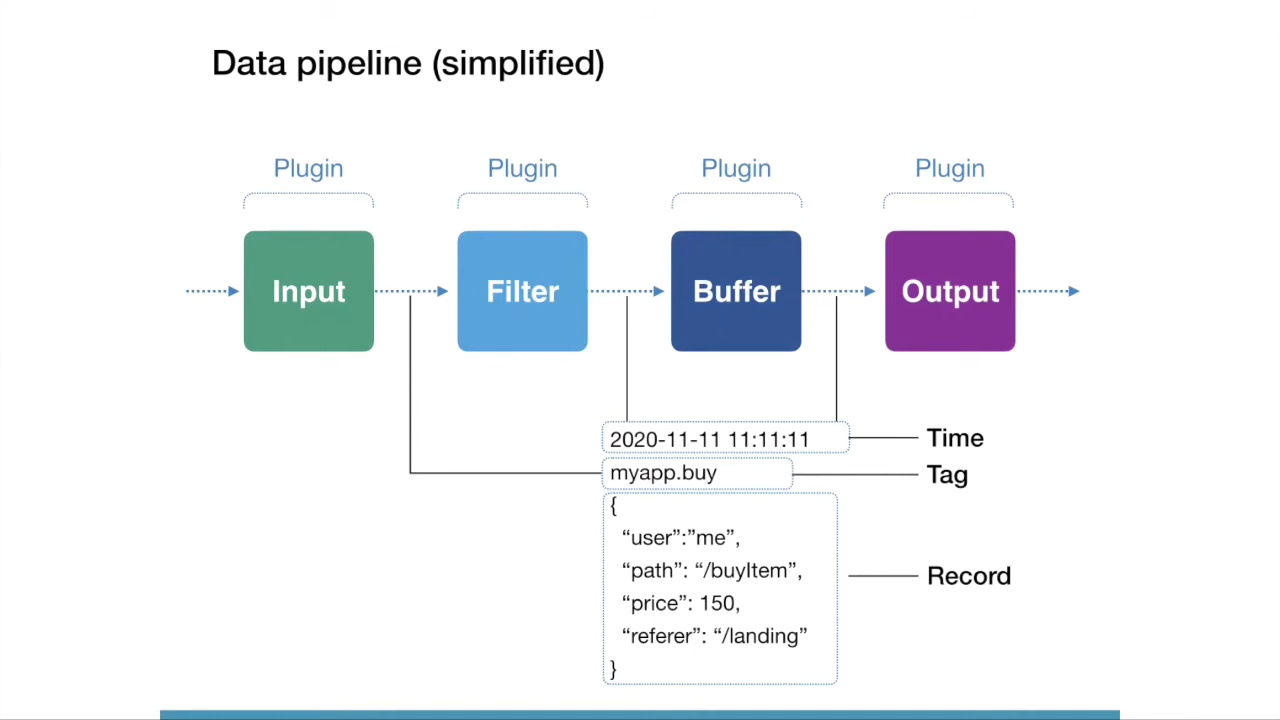 Data pipeline (simplified)
Plugin Plugin Plugin Plugin
Input Filter Buffer Output
2020-11-11 11:11:11 Time
myapp.buy Tag
{
“user”:”me”,
“path”: “/buyItem”,
“price”: 150,
“referer”: “/landing”
}
Record